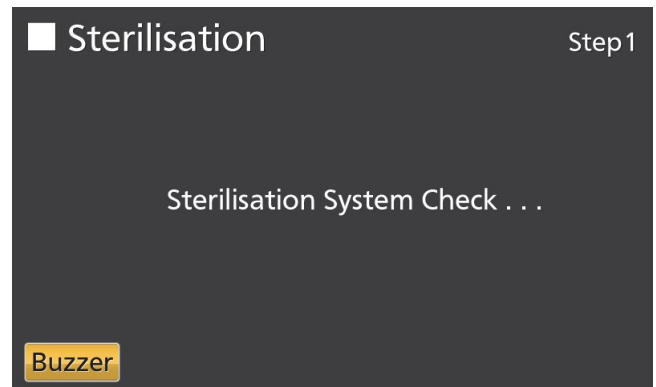 Sterilisation
Step1
Sterilisation System Check . . .
Buzzer